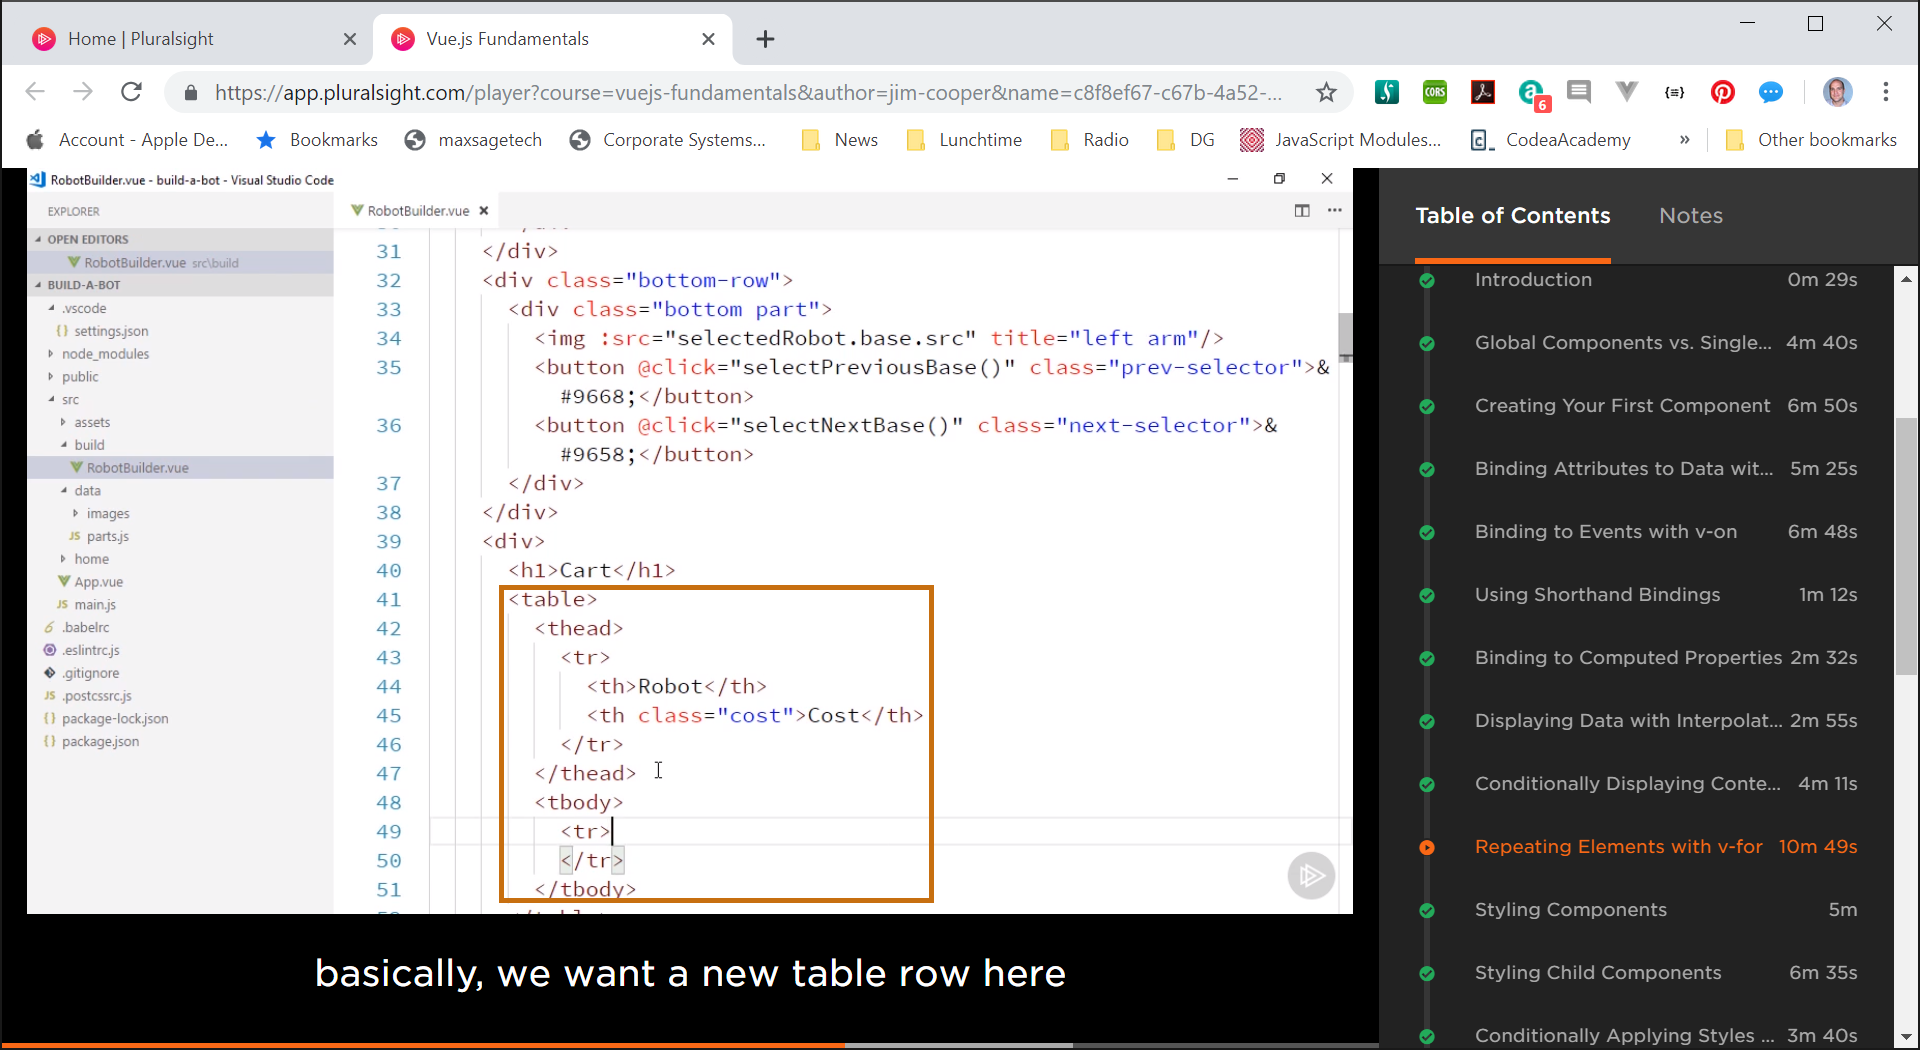 Home | Pluralsight
Vue.js Fundamentals
https://app.pluralsight.com/player?course=vuejs-fundamentals&author=jim-cooper&name=c8f8ef67-c67b-4a52-...
CORS
6
{≡}
Account - Apple De...
Bookmarks
maxsagetech
Corporate Systems...
News
Lunchtime
Radio
DG
JavaScript Modules...
CodeaAcademy
»
Other bookmarks
RobotBuilder.vue - build-a-bot - Visual Studio Code
EXPLORER
OPEN EDITORS
RobotBuilder.vue src\build
BUILD-A-BOT
.vscode
{} settings.json
node_modules
public
src
assets
build
RobotBuilder.vue
data
images
JS parts.js
home
App.vue
JS main.js
.babelrc
.eslintrc.js
.gitignore
JS .postcssrc.js
{} package-lock.json
{} package.json
RobotBuilder.vue
31 </div>
32 <div class="bottom-row">
33 <div class="bottom part">
34 <img :src="selectedRobot.base.src" title="left arm"/>
35 <button @click="selectPreviousBase()" class="prev-selector">&
#9668;</button>
36 <button @click="selectNextBase()" class="next-selector">&
#9658;</button>
37 </div>
38 </div>
39 <div>
40 <h1>Cart</h1>
41 <table>
42 <thead>
43 <tr>
44 <th>Robot</th>
45 <th class="cost">Cost</th>
46 </tr>
47 </thead>
48 <tbody>
49 <tr>
50 </tr>
51 </tbody>
basically, we want a new table row here
Table of Contents
Notes
Introduction 0m 29s
Global Components vs. Single... 4m 40s
Creating Your First Component 6m 50s
Binding Attributes to Data wit... 5m 25s
Binding to Events with v-on 6m 48s
Using Shorthand Bindings 1m 12s
Binding to Computed Properties 2m 32s
Displaying Data with Interpolat... 2m 55s
Conditionally Displaying Conte... 4m 11s
Repeating Elements with v-for 10m 49s
Styling Components 5m
Styling Child Components 6m 35s
Conditionally Applying Styles ... 3m 40s